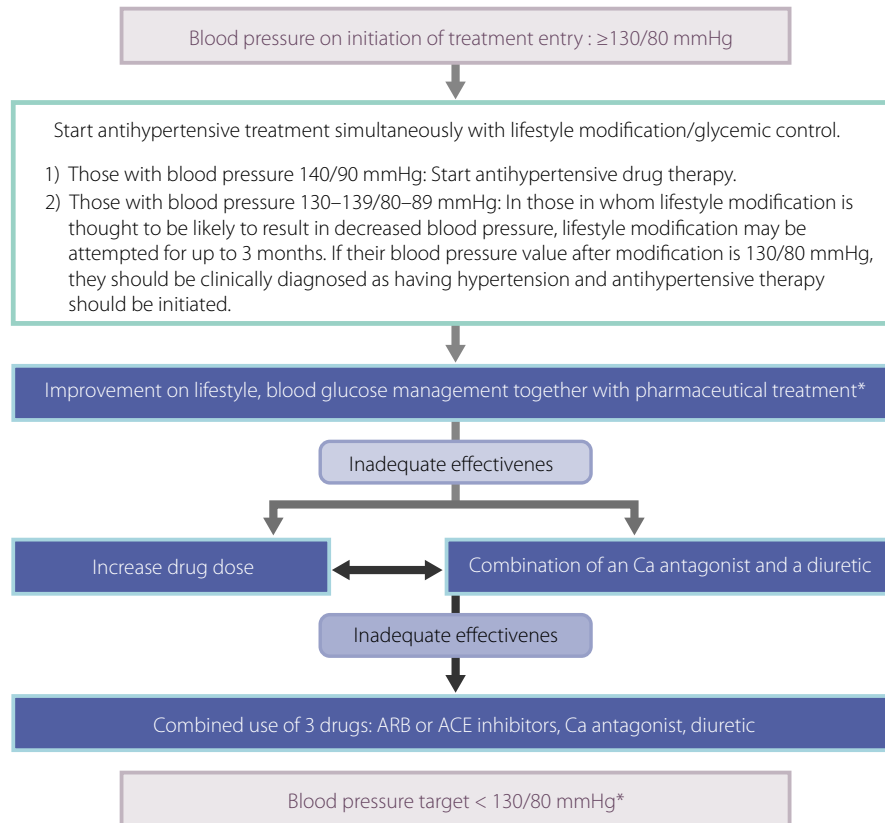 Blood pressure on initiation of treatment entry : ≥130/80 mmHg
Start antihypertensive treatment simultaneously with lifestyle modification/glycemic control.
1) Those with blood pressure 140/90 mmHg: Start antihypertensive drug therapy.
2) Those with blood pressure 130–139/80–89 mmHg: In those in whom lifestyle modification is
thought to be likely to result in decreased blood pressure, lifestyle modification may be
attempted for up to 3 months. If their blood pressure value after modification is 130/80 mmHg,
they should be clinically diagnosed as having hypertension and antihypertensive therapy
should be initiated.
Improvement on lifestyle, blood glucose management together with pharmaceutical treatment*
Inadequate effectivenes
Increase drug dose
Combination of an Ca antagonist and a diuretic
Inadequate effectivenes
Combined use of 3 drugs: ARB or ACE inhibitors, Ca antagonist, diuretic
Blood pressure target < 130/80 mmHg*